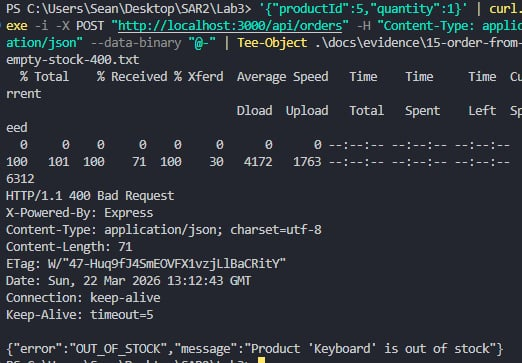 PS C:\Users\Sean\Desktop\SAR2\Lab3> '{"productId":5,"quantity":1}' | curl.
exe -i -X POST "http://localhost:3000/api/orders" -H "Content-Type: applic
ation/json" --data-binary "@-" | Tee-Object .\docs\evidence\15-order-from-
empty-stock-400.txt
  % Total    % Received % Xferd  Average Speed   Time    Time     Time  Cu
rrent
                                 Dload  Upload   Total   Spent    Left  Sp
eed
  0     0    0     0    0     0      0      0 --:--:-- --:--:-- --:--:--
100   101  100    71  100    30   4172   1763 --:--:-- --:--:-- --:--:--
6312
HTTP/1.1 400 Bad Request
X-Powered-By: Express
Content-Type: application/json; charset=utf-8
Content-Length: 71
ETag: W/"47-Huq9fJ4SmEOVFX1vzjLlBaCRitY"
Date: Sun, 22 Mar 2026 13:12:43 GMT
Connection: keep-alive
Keep-Alive: timeout=5

{"error":"OUT_OF_STOCK","message":"Product 'Keyboard' is out of stock"}